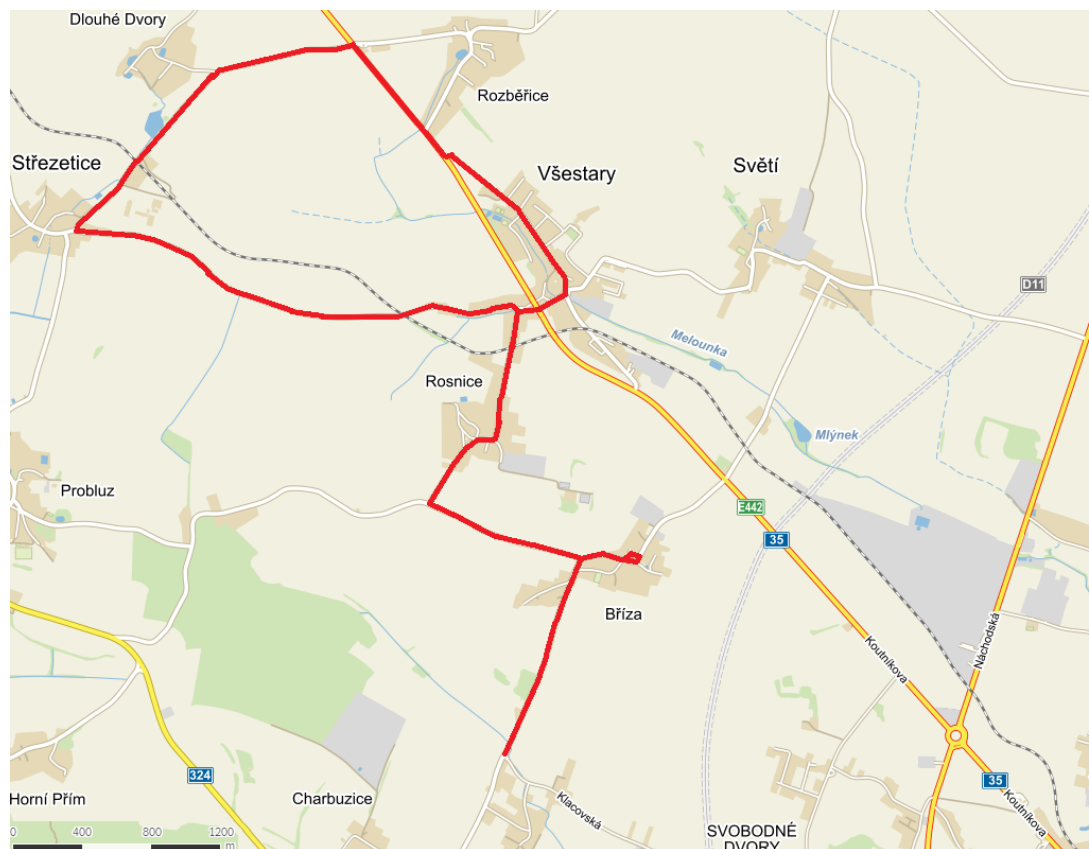 Dlouhé Dvory
Rozběřice
Střezetice
Všestary
Světí
D11
Melounka
Rosnice
Mlýnek
Probluz
E442
35
Bříza
Koutníkova
Náchodská
324
35
Horní Přím
Charbuzice
Klacovská
Koutníkova
SVOBODNÉ
DVORY
0 400 800 1200
m